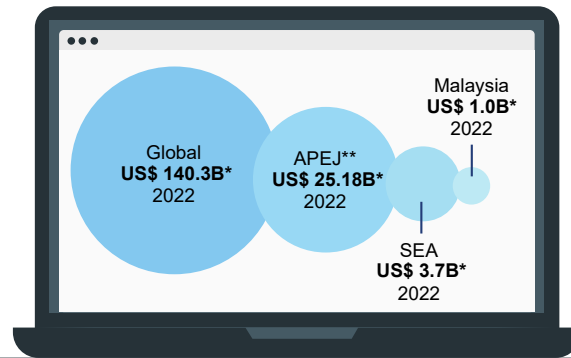 Global
US$ 140.3B*
2022
APEJ**
US$ 25.18B*
2022
SEA
US$ 3.7B*
2022
Malaysia
US$ 1.0B*
2022